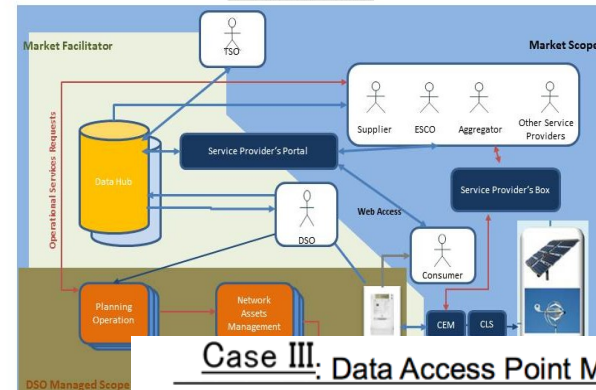 Market Facilitator
TSO
Market Scope
Supplier
ESCO
Aggregator
Other Service
Providers
Operational Services Requests
Data Hub
Service Provider's Portal
Service Provider's Box
Web Access
DSO
Consumer
Planning
Operation
Network
Assets
Management
CEM
CLS
DSO Managed Scope
Case III: Data Access Point M